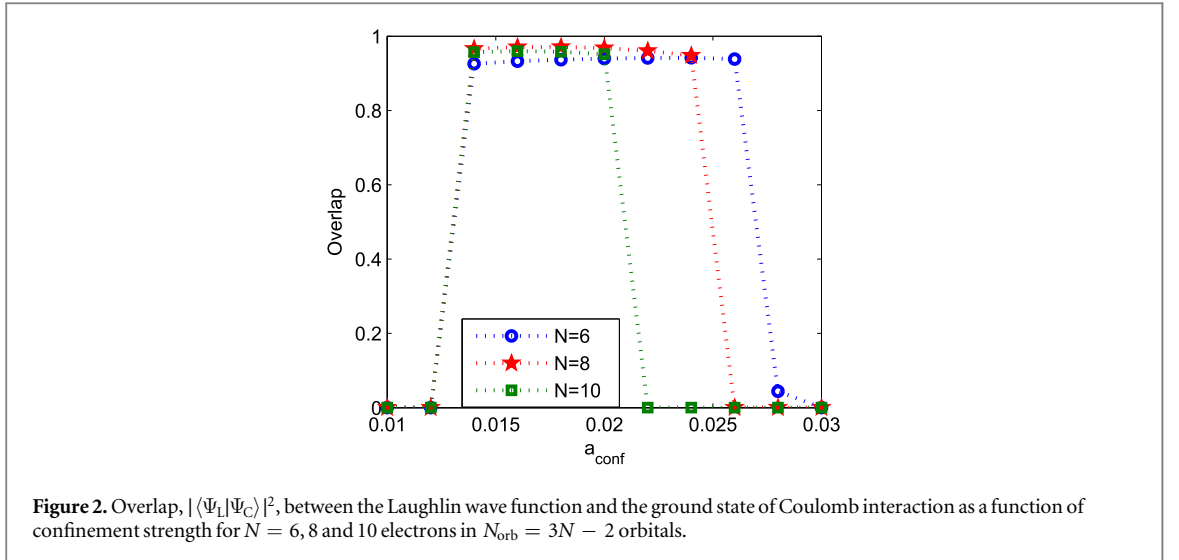 1
0.8
0.6
0.4
0.2
0
Overlap
N=6
N=8
N=10
0.01 0.015 0.02 0.025 0.03
a_conf
Figure 2. Overlap, |⟨Ψ_L|Ψ_C⟩|², between the Laughlin wave function and the ground state of Coulomb interaction as a function of
confinement strength for N = 6, 8 and 10 electrons in N_orb = 3N − 2 orbitals.